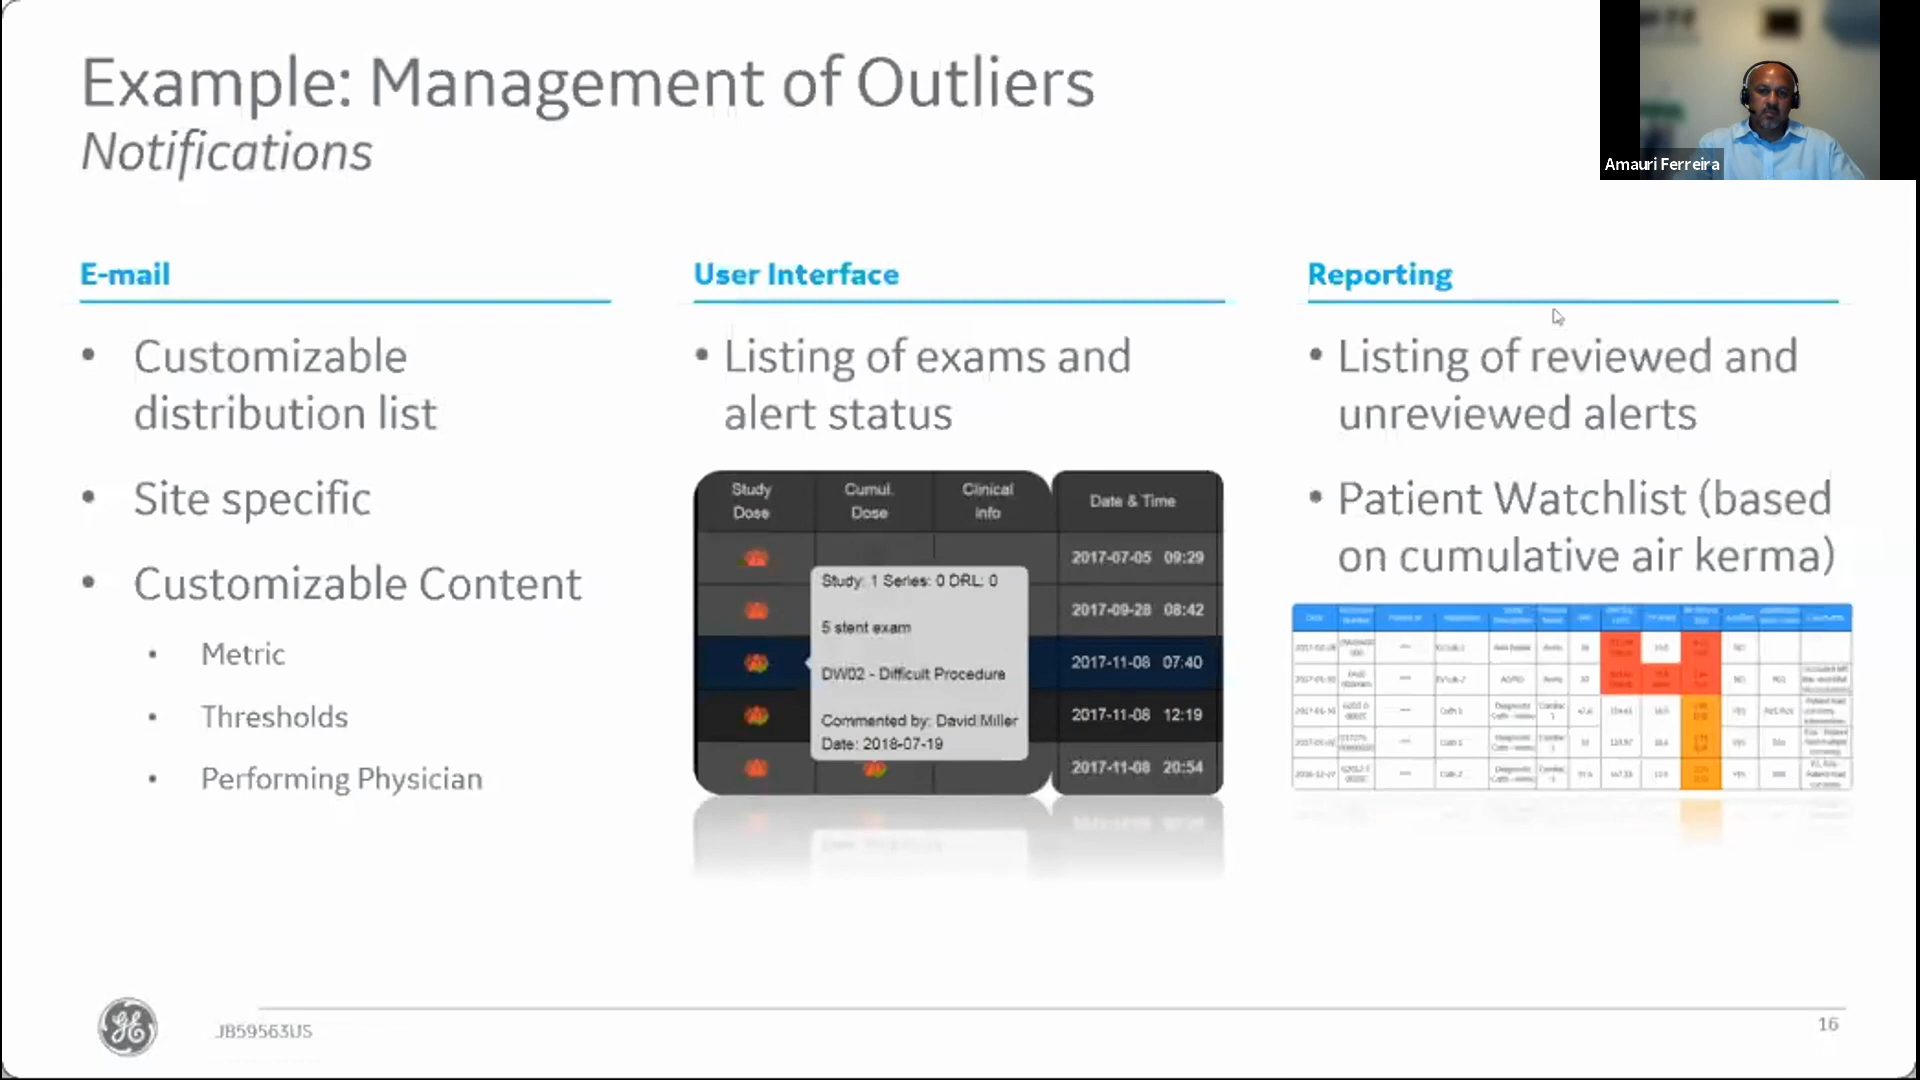 Example: Management of Outliers
Notifications
Amauri Ferreira
E-mail
• Customizable
distribution list
• Site specific
• Customizable Content
• Metric
• Thresholds
• Performing Physician
User Interface
• Listing of exams and
alert status
Study
Dose
Cumul.
Dose
Clinical
info
Date & Time
2017-07-05 09:29
2017-09-28 08:42
2017-11-08 07:40
2017-11-08 12:19
2017-11-08 20:54
Study: 1 Series: 0 DRL: 0
5 stent exam
DW02 - Difficult Procedure
Commented by: David Miller
Date: 2018-07-19
Reporting
• Listing of reviewed and
unreviewed alerts
• Patient Watchlist (based
on cumulative air kerma)
JB59563US
16